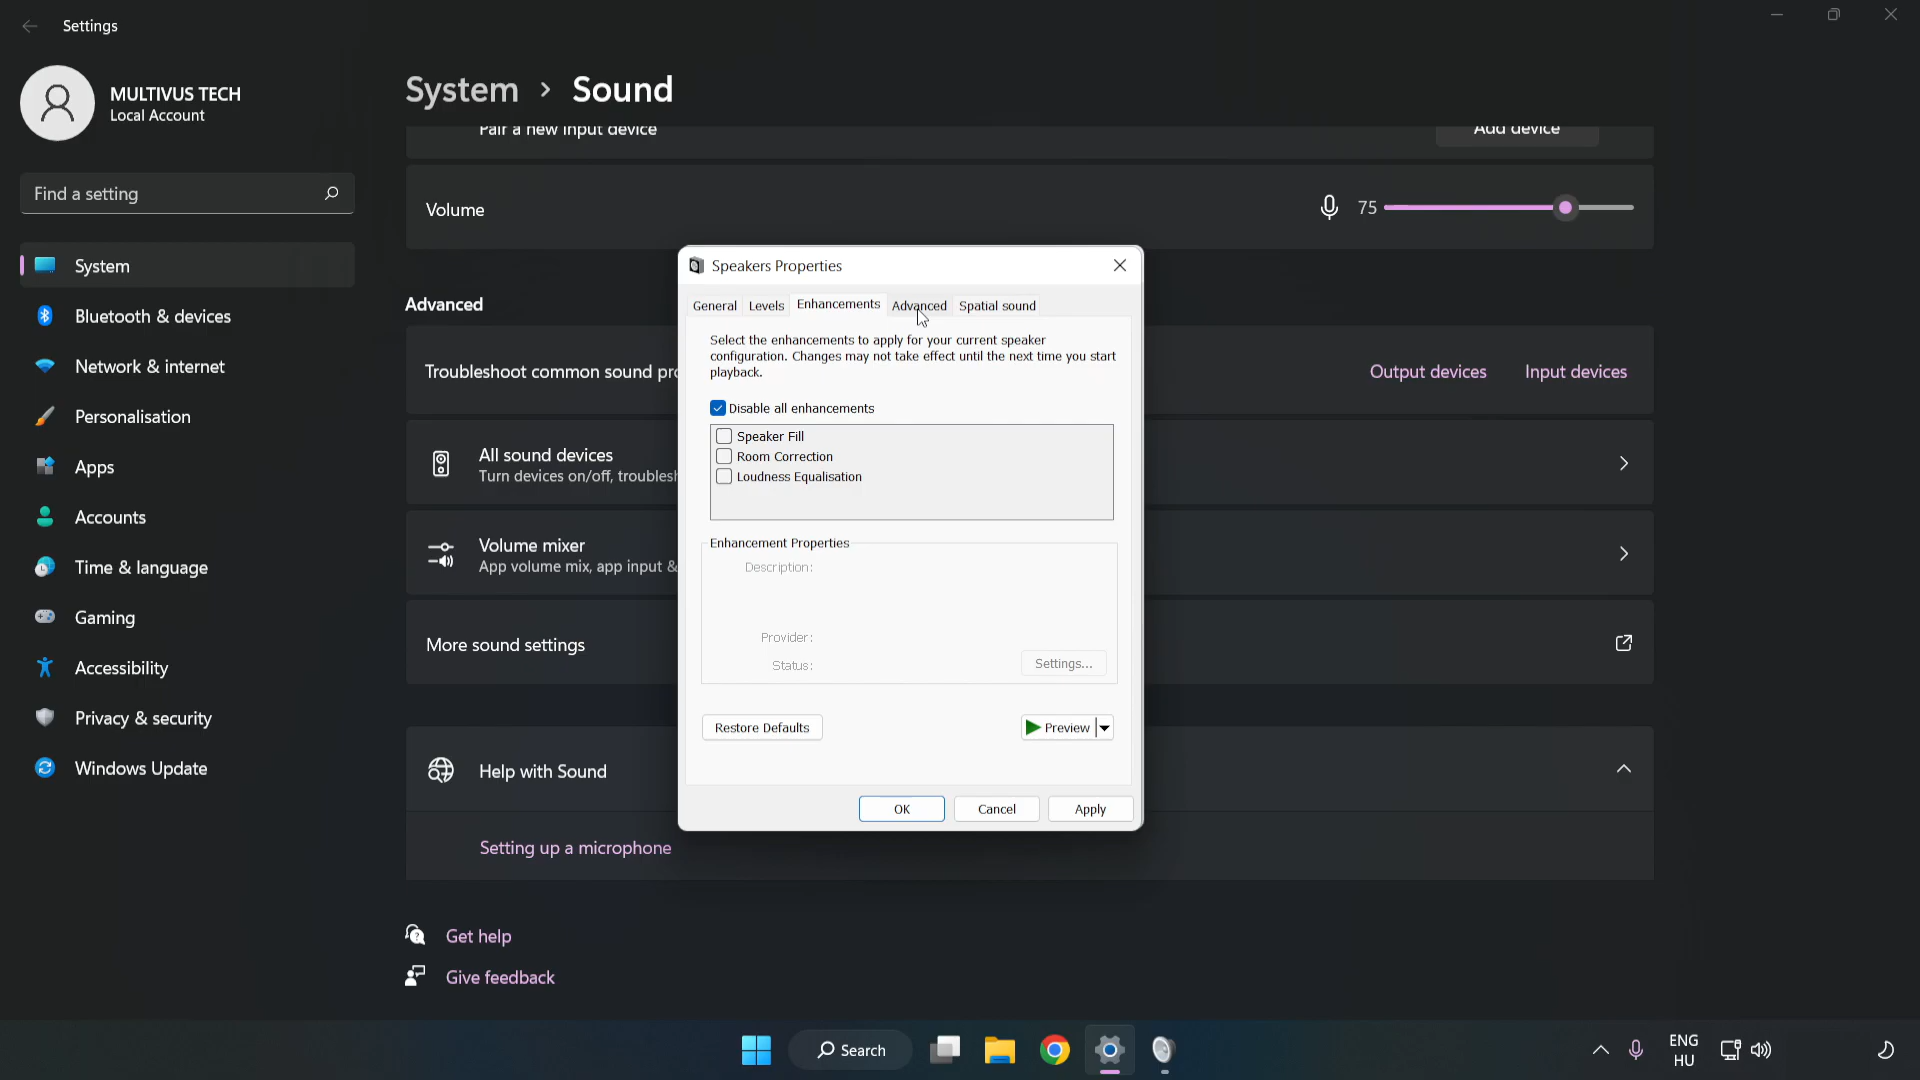 Settings
MULTIVUS TECH
Local Account
Find a setting
System
Bluetooth & devices
Network & internet
Personalisation
Apps
Accounts
Time & language
Gaming
Accessibility
Privacy & security
Windows Update
System › Sound
Pair a new input device
Add device
Volume
75
Advanced
Troubleshoot common sound
Output devices
Input devices
All sound devices
Turn devices on/off,
Volume mixer
App volume mix, app input &
More sound settings
Help with Sound
Setting up a microphone
Get help
Give feedback
Speakers Properties
General Levels Enhancements Advanced Spatial sound
Select the enhancements to apply for your current speaker
configuration. Changes may not take effect until the next time you start
playback.
Disable all enhancements
Speaker Fill
Room Correction
Loudness Equalisation
Enhancement Properties
Description:
Provider:
Status:
Settings...
Restore Defaults
Preview
OK
Cancel
Apply
Search
ENG
HU